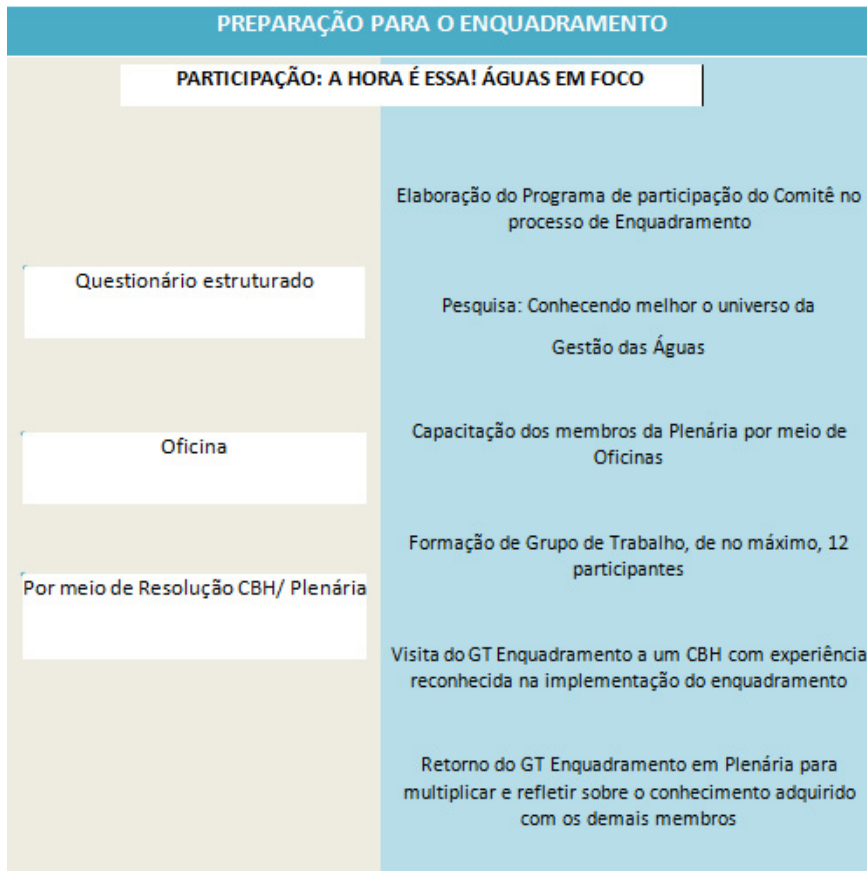 PREPARAÇÃO PARA O ENQUADRAMENTO
PARTICIPAÇÃO: A HORA É ESSA! ÁGUAS EM FOCO
Elaboração do Programa de participação do Comitê no
processo de Enquadramento
Questionário estruturado
Pesquisa: Conhecendo melhor o universo da
Gestão das Águas
Oficina
Capacitação dos membros da Plenária por meio de
Oficinas
Por meio de Resolução CBH/ Plenária
Formação de Grupo de Trabalho, de no máximo, 12
participantes
Visita do GT Enquadramento a um CBH com experiência
reconhecida na implementação do enquadramento
Retorno do GT Enquadramento em Plenária para
multiplicar e refletir sobre o conhecimento adquirido
com os demais membros